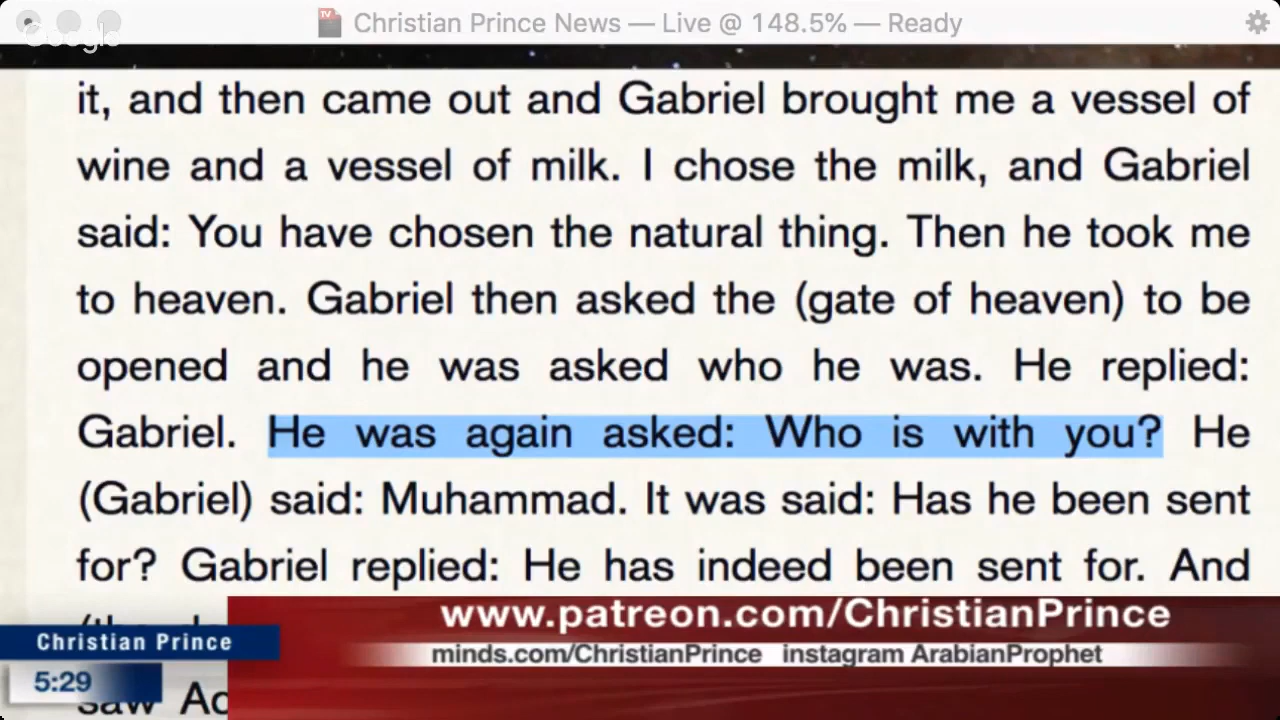 Christian Prince News — Live @ 148.5% — Ready
Google
it, and then came out and Gabriel brought me a vessel of
wine and a vessel of milk. I chose the milk, and Gabriel
said: You have chosen the natural thing. Then he took me
to heaven. Gabriel then asked the (gate of heaven) to be
opened and he was asked who he was. He replied:
Gabriel. He was again asked: Who is with you? He
(Gabriel) said: Muhammad. It was said: Has he been sent
for? Gabriel replied: He has indeed been sent for. And
saw
www.patreon.com/ChristianPrince
minds.com/ChristianPrince instagram ArabianProphet
Christian Prince
5:29